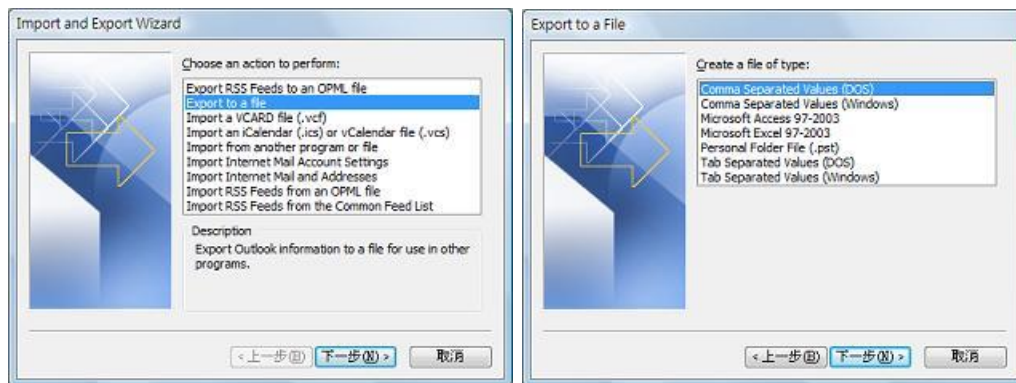 Import and Export Wizard
Choose an action to perform:
Export RSS Feeds to an OPML file
Export to a file
Import a VCARD file (.vcf)
Import an iCalendar (.ics) or vCalendar file (.vcs)
Import from another program or file
Import Internet Mail Account Settings
Import Internet Mail and Addresses
Import RSS Feeds from an OPML file
Import RSS Feeds from the Common Feed List
Description
Export Outlook information to a file for use in other
programs.
<上一步(B)
下一步(N)>
取消
Export to a File
Create a file of type:
Comma Separated Values (DOS)
Comma Separated Values (Windows)
Microsoft Access 97-2003
Microsoft Excel 97-2003
Personal Folder File (.pst)
Tab Separated Values (DOS)
Tab Separated Values (Windows)
<上一步(B)
下一步(N)>
取消